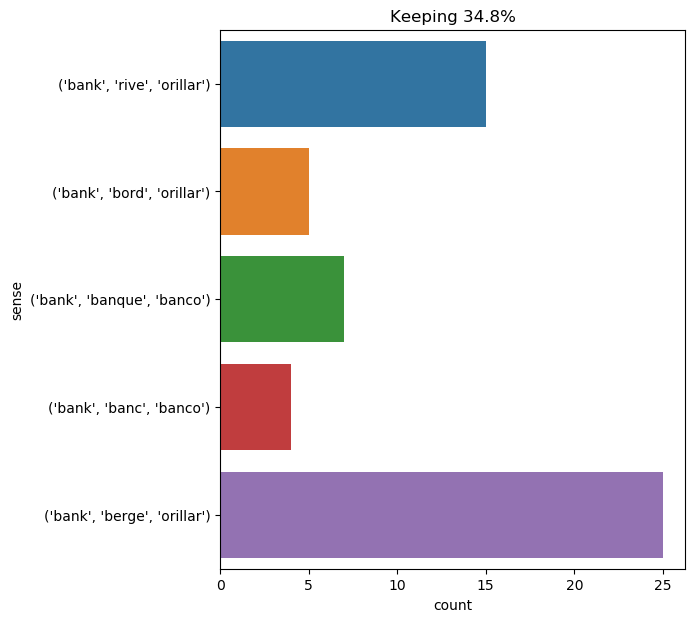 Keeping 34.8%
('bank', 'rive', 'orillar')
('bank', 'bord', 'orillar')
('bank', 'banque', 'banco')
('bank', 'banc', 'banco')
('bank', 'berge', 'orillar')
sense
0 5 10 15 20 25
count